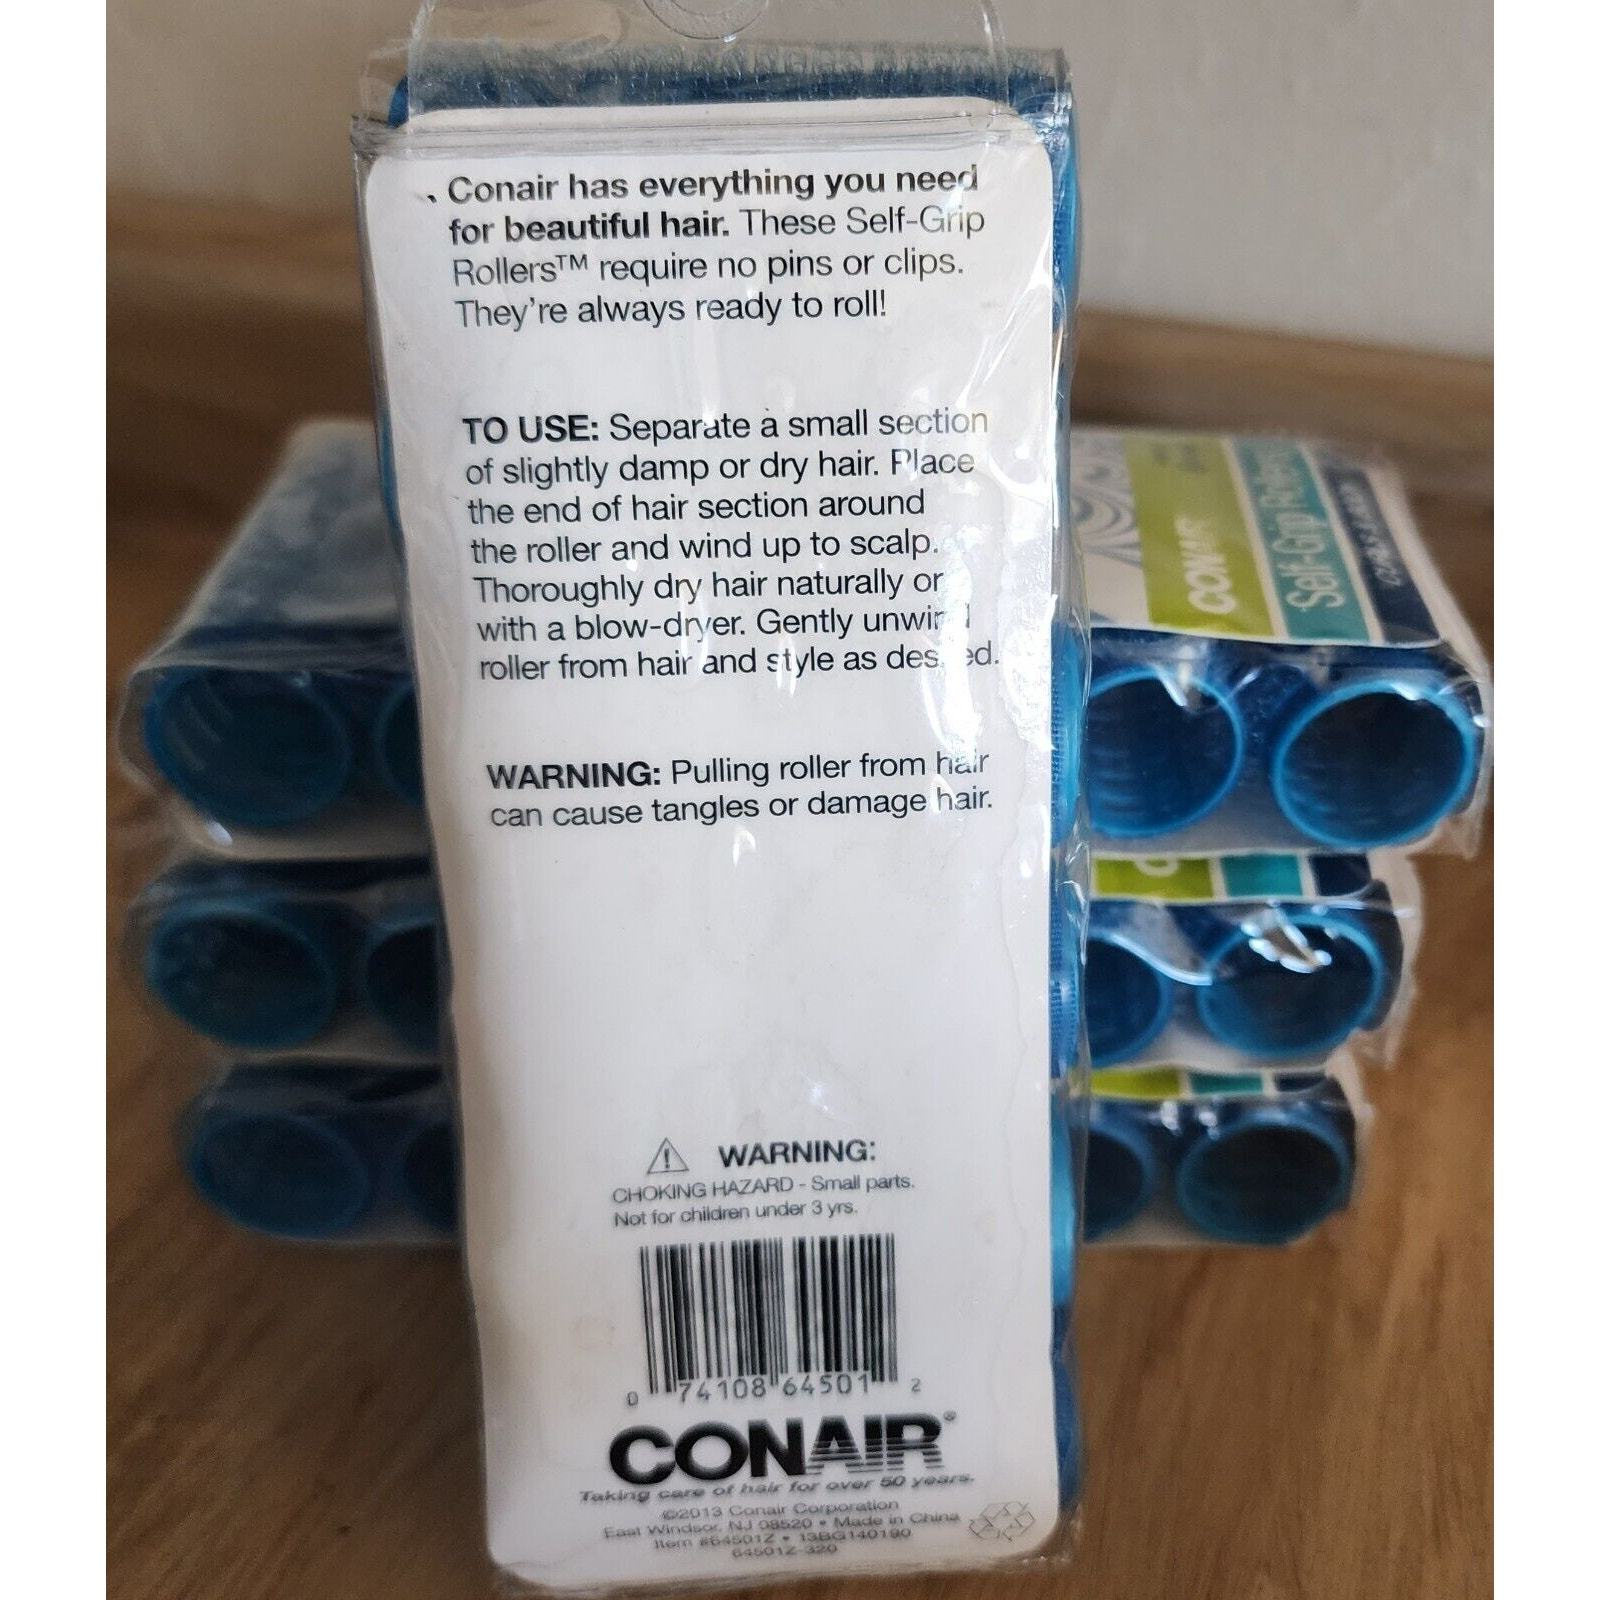 Conair has everything you need
for beautiful hair. These Self-Grip
Rollers™ require no pins or clips.
They're always ready to roll!
TO USE: Separate a small section
of slightly damp or dry hair. Place
the end of hair section around
the roller and wind up to scalp.
Thoroughly dry hair naturally or
with a blow-dryer. Gently unwind
roller from hair and style as desired.
WARNING: Pulling roller from hair
can cause tangles or damage hair.
WARNING:
CHOKING HAZARD - Small parts.
Not for children under 3 yrs.
0 74108 64501 2
CONAIR®
Taking care of hair for over 50 years.
©2013 Conair Corporation
East Windsor, NJ 08520 • Made in China
Item #64501Z • 13BG140190
64501Z-320
CONAIR
Self-Grip Rollers